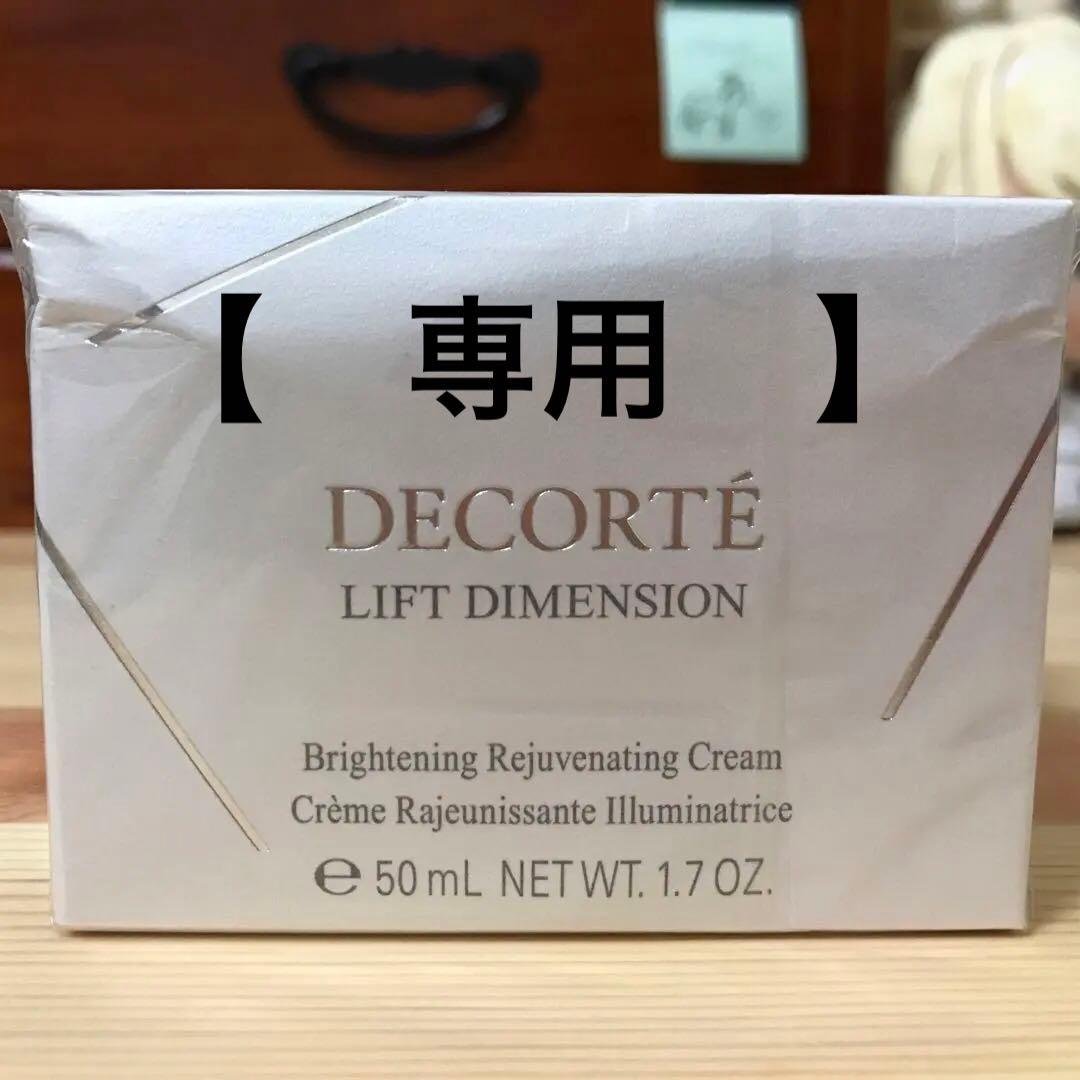 【 専用 】
DECORTÉ
LIFT DIMENSION
Brightening Rejuvenating Cream
Crème Rajeunissante Illuminatrice
℮ 50 mL NET WT. 1.7 OZ.